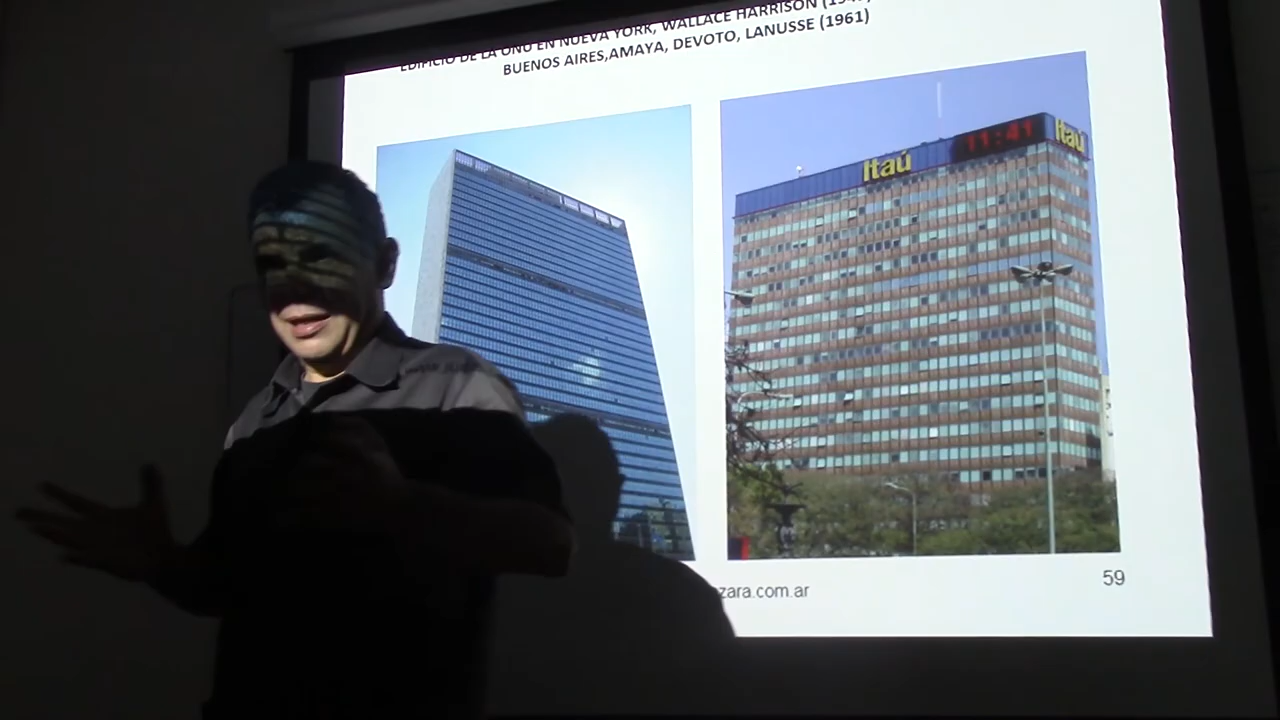 EDIFICIO DE LA ONU EN NUEVA YORK, WALLACE HARRISON
BUENOS AIRES,AMAYA, DEVOTO, LANUSSE (1961)
Itaú
11:41
Itaú
zara.com.ar
59